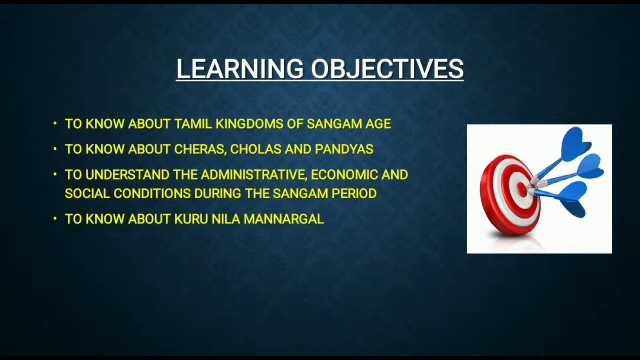 LEARNING OBJECTIVES
• TO KNOW ABOUT TAMIL KINGDOMS OF SANGAM AGE
• TO KNOW ABOUT CHERAS, CHOLAS AND PANDYAS
• TO UNDERSTAND THE ADMINISTRATIVE, ECONOMIC AND
SOCIAL CONDITIONS DURING THE SANGAM PERIOD
• TO KNOW ABOUT KURU NILA MANNARGAL